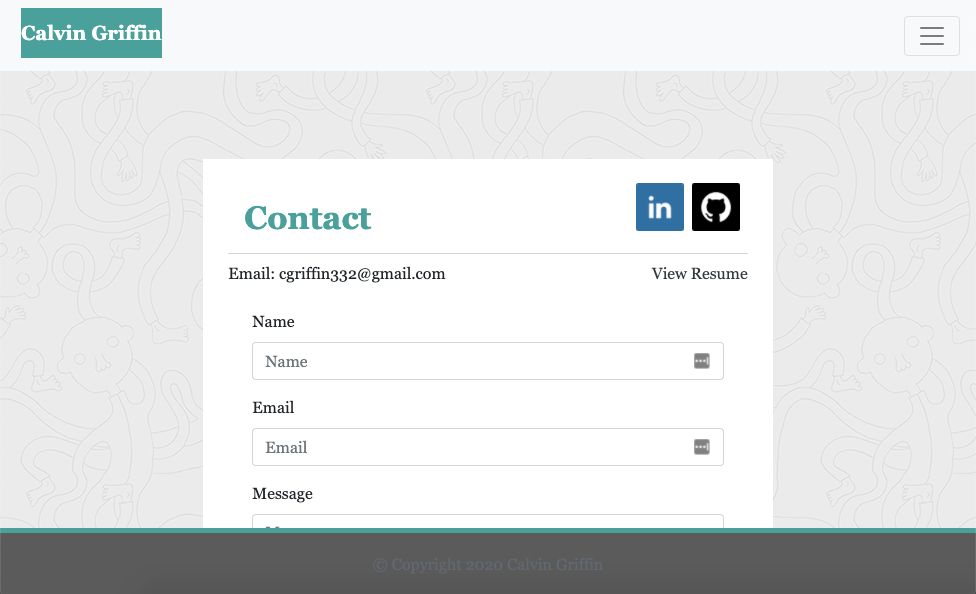 Calvin Griffin
Contact
in
Email: cgriffin332@gmail.com
View Resume
Name
Name
Email
Email
Message
© Copyright 2020 Calvin Griffin